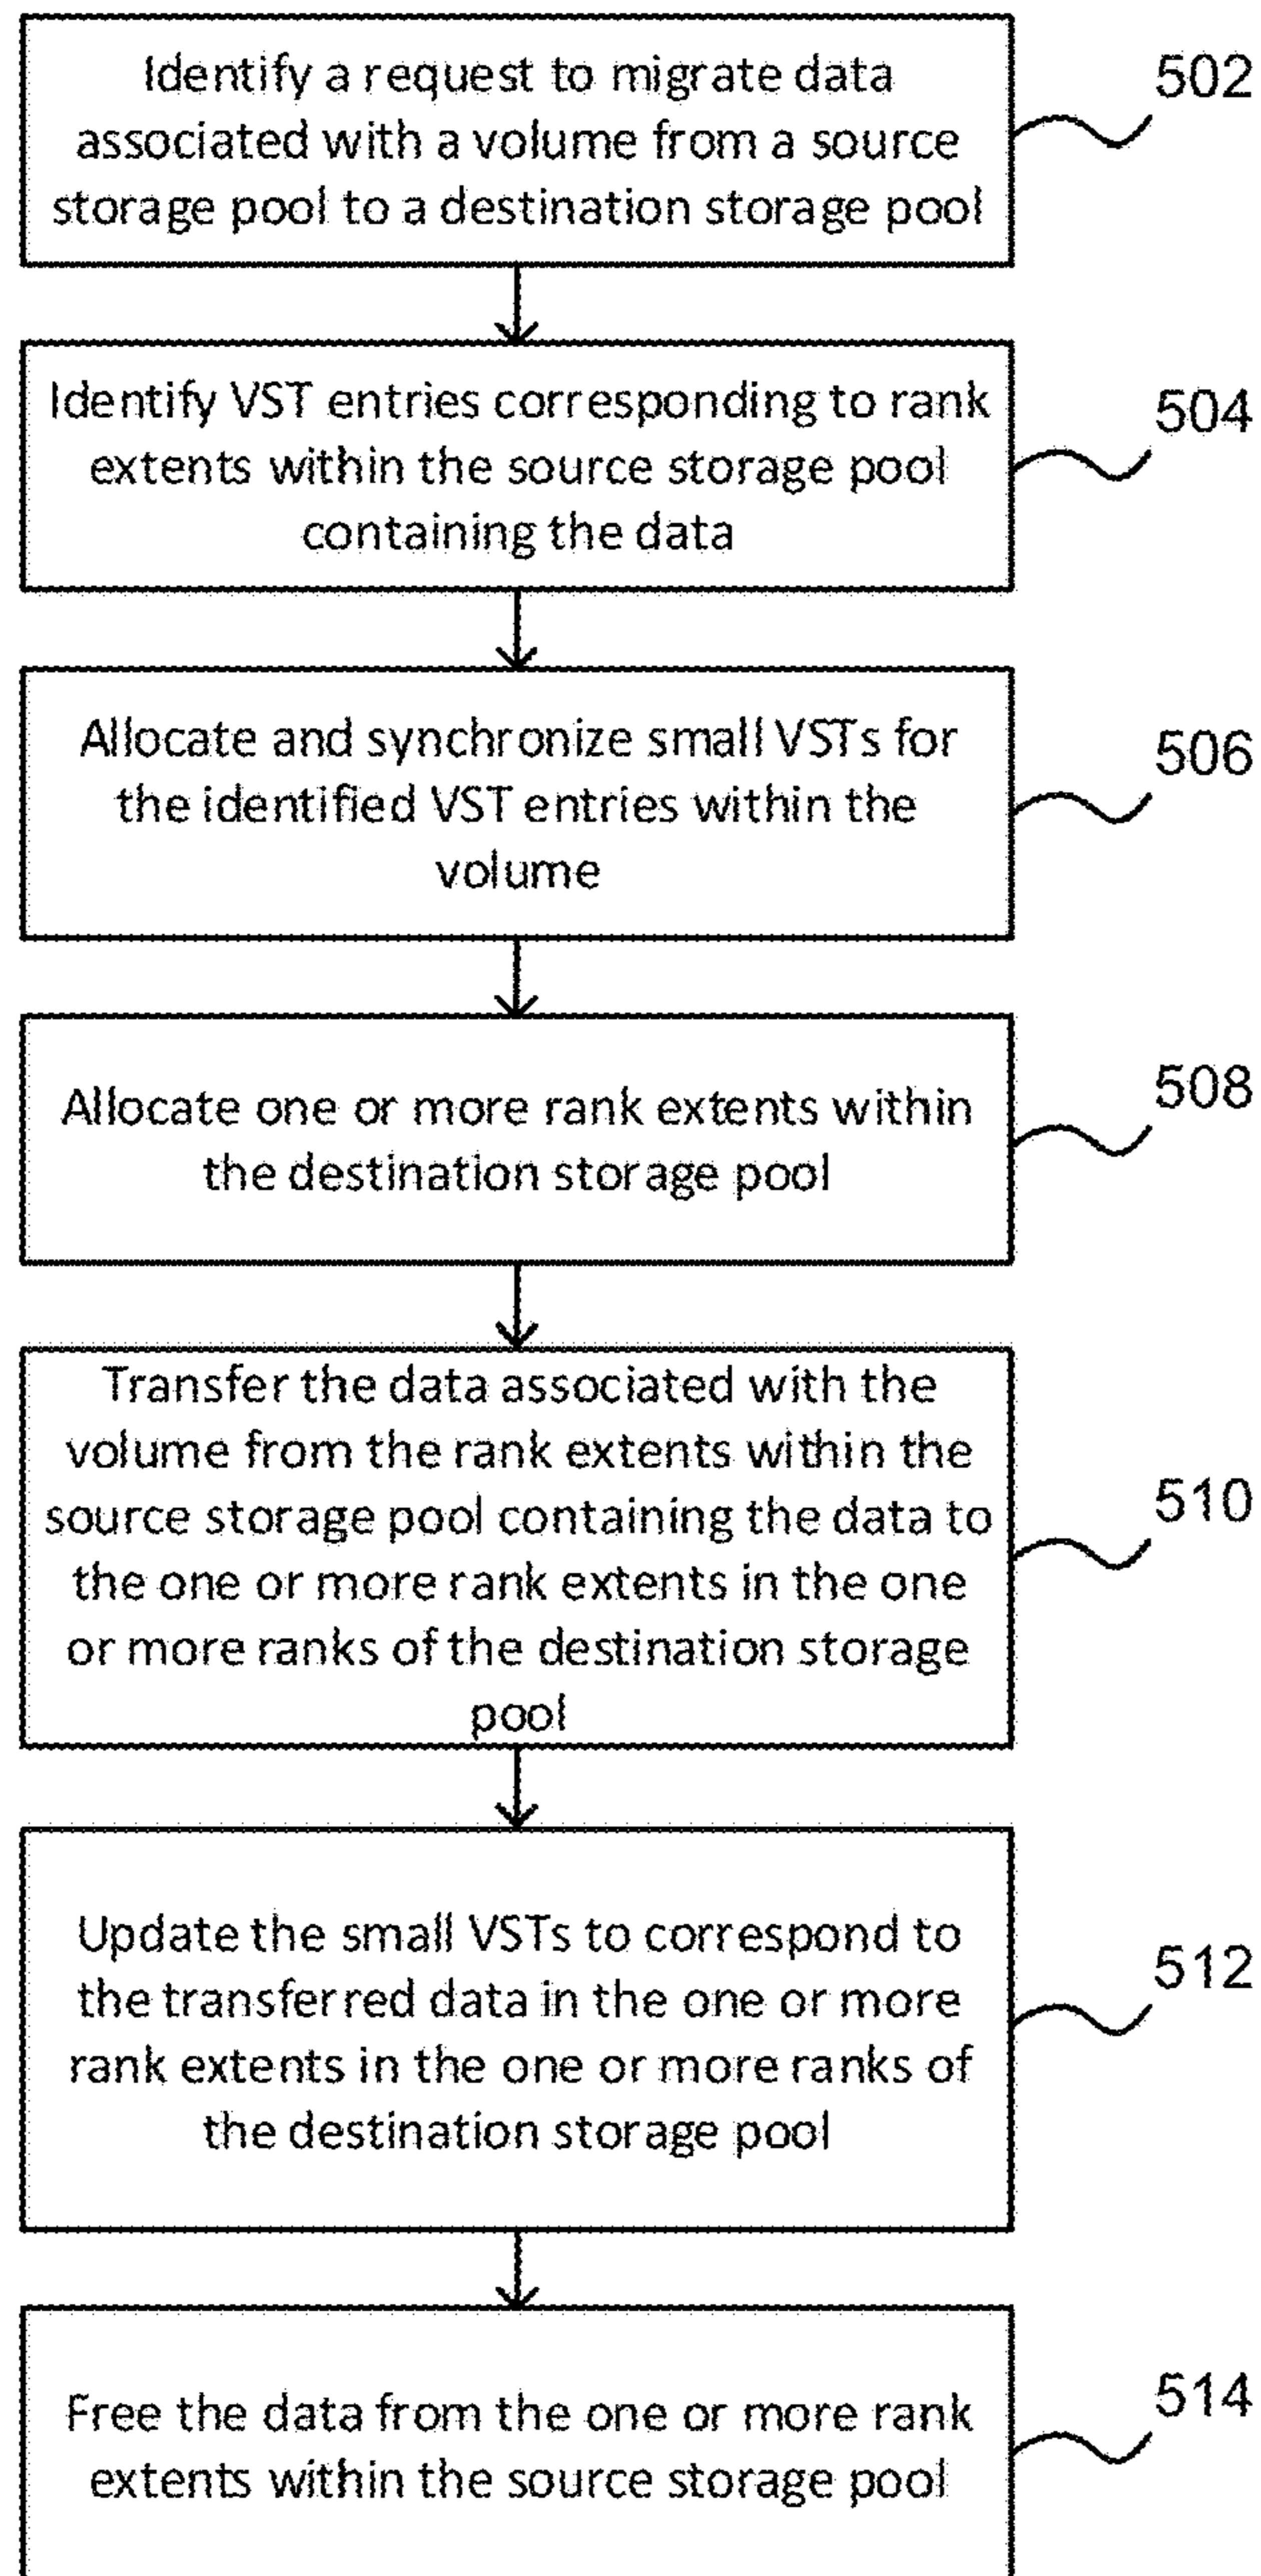 Identify a request to migrate data
associated with a volume from a source
storage pool to a destination storage pool
502
Identify VST entries corresponding to rank
extents within the source storage pool
containing the data
504
Allocate and synchronize small VSTs for
the identified VST entries within the
volume
506
Allocate one or more rank extents within
the destination storage pool
508
Transfer the data associated with the
volume from the rank extents within the
source storage pool containing the data to
the one or more rank extents in the one
or more ranks of the destination storage
pool
510
Update the small VSTs to correspond to
the transferred data in the one or more
rank extents in the one or more ranks of
the destination storage pool
512
Free the data from the one or more rank
extents within the source storage pool
514